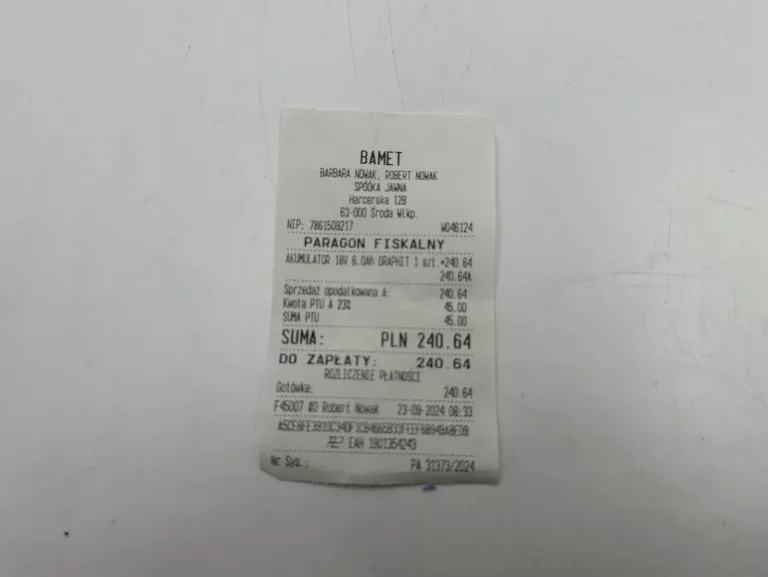 BAMET
BARBARA NOWAK, ROBERT NOWAK
SPÓŁKA JAWNA
Harcerska 12B
63-000 Środa Wlkp.
NIP: 7861509217 W046124
PARAGON FISKALNY
AKUMULATOR 18V 6.0Ah GRAPHIT 1 szt.*240.64
240.64A
Sprzedaż opodatkowana A: 240.64
Kwota PTU A 23% 45.00
SUMA PTU 45.00
SUMA: PLN 240.64
DO ZAPŁATY: 240.64
ROZLICZENIE PŁATNOŚCI
Gotówka: 240.64
F45007 #0 Robert Nowak 23-09-2024 08:33
EAH 1901354243
Nr Sys.: PA 31373/2024